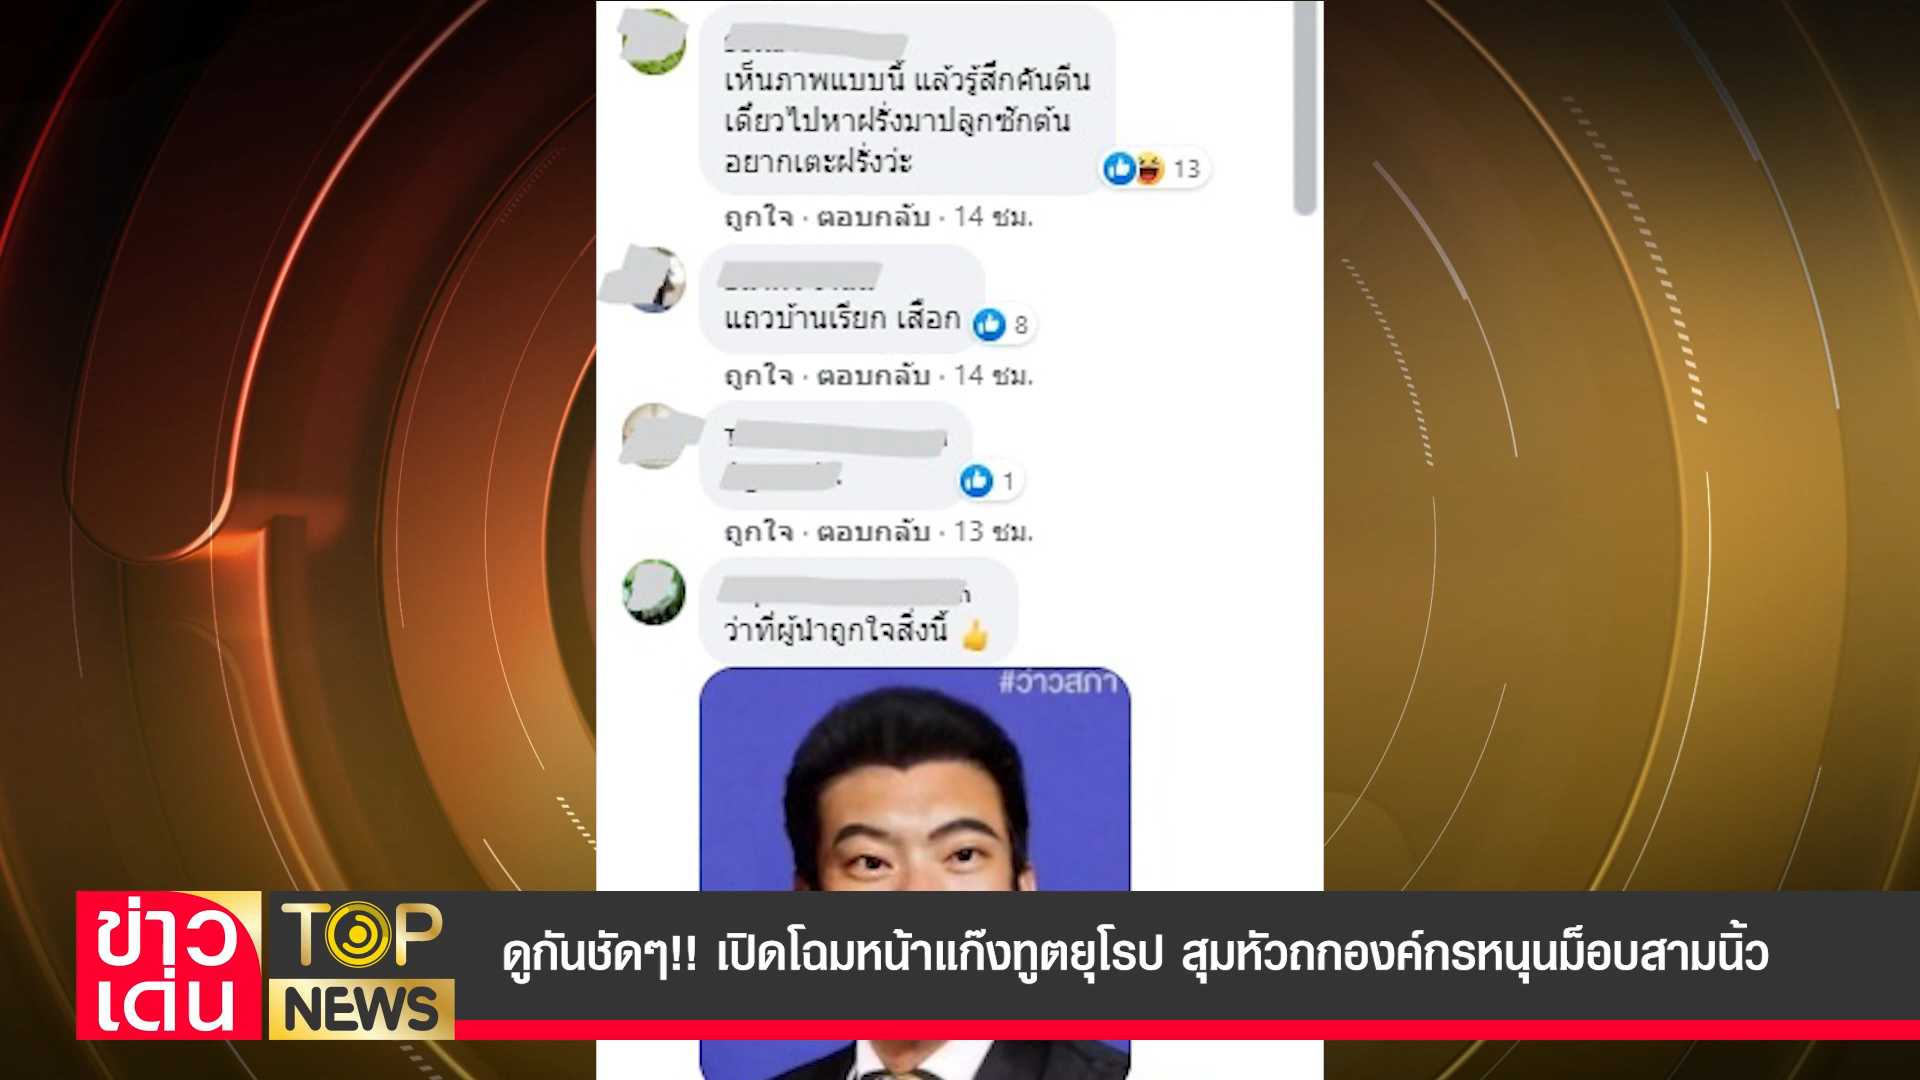 เห็นภาพแบบนี้ แล้วรู้สึกคันตีน
เดี๋ยวไปหาฝรั่งมาปลูกซักต้น
อยากเตะฝรั่งว่ะ
13
ถูกใจ · ตอบกลับ · 14 ชม.
แถวบ้านเรียก เสือก
8
ถูกใจ · ตอบกลับ · 14 ชม.
1
ถูกใจ · ตอบกลับ · 13 ชม.
ว่าที่ผู้นำถูกใจสิ่งนี้ 👍
#ว๊าวสภา
ข่าว
เด่น
TOP
NEWS
ดูกันชัดๆ!! เปิดโฉมหน้าแก๊งทูตยุโรป สุมหัวถกองค์กรหนุนม็อบสามนิ้ว